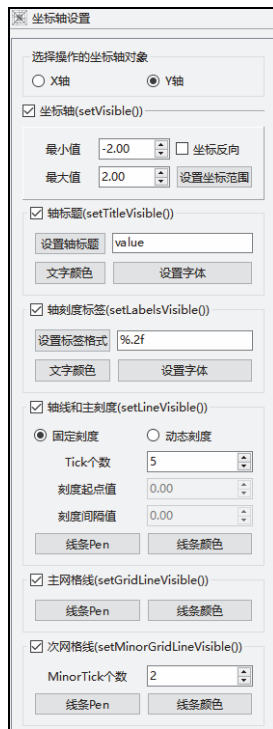 坐标轴设置
选择操作的坐标轴对象
X轴 Y轴
坐标轴(setVisible())
最小值 -2.00 坐标反向
最大值 2.00 设置坐标范围
轴标题(setTitleVisible())
设置轴标题 value
文字颜色 设置字体
轴刻度标签(setLabelsVisible())
设置标签格式 %.2f
文字颜色 设置字体
轴线和主刻度(setLineVisible())
固定刻度 动态刻度
Tick个数 5
刻度起点值 0.00
刻度间隔值 0.00
线条Pen 线条颜色
主网格线(setGridLineVisible())
线条Pen 线条颜色
次网格线(setMinorGridLineVisible())
MinorTick个数 2
线条Pen 线条颜色